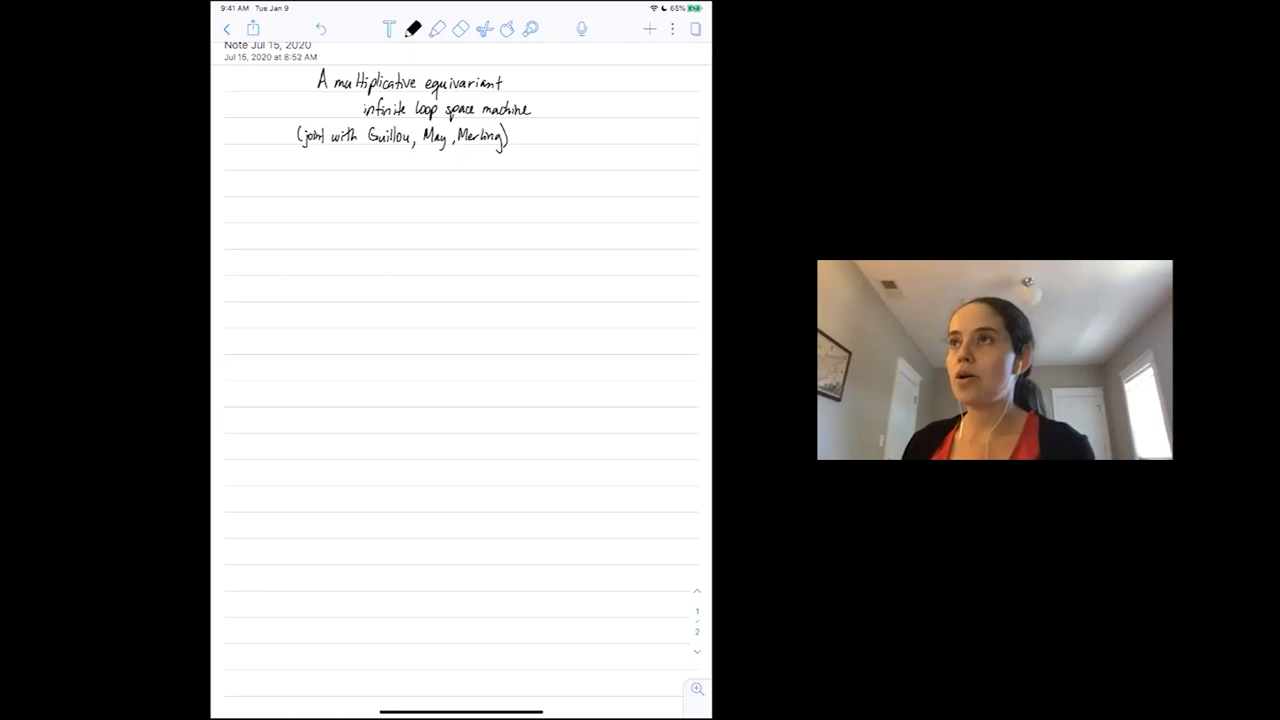 9:41 AM Tue Jan 9
65%
Note Jul 15, 2020
Jul 15, 2020 at 8:52 AM
A multiplicative equivariant
infinite loop space machine
(joint with Guillou, May, Merling)
1
2